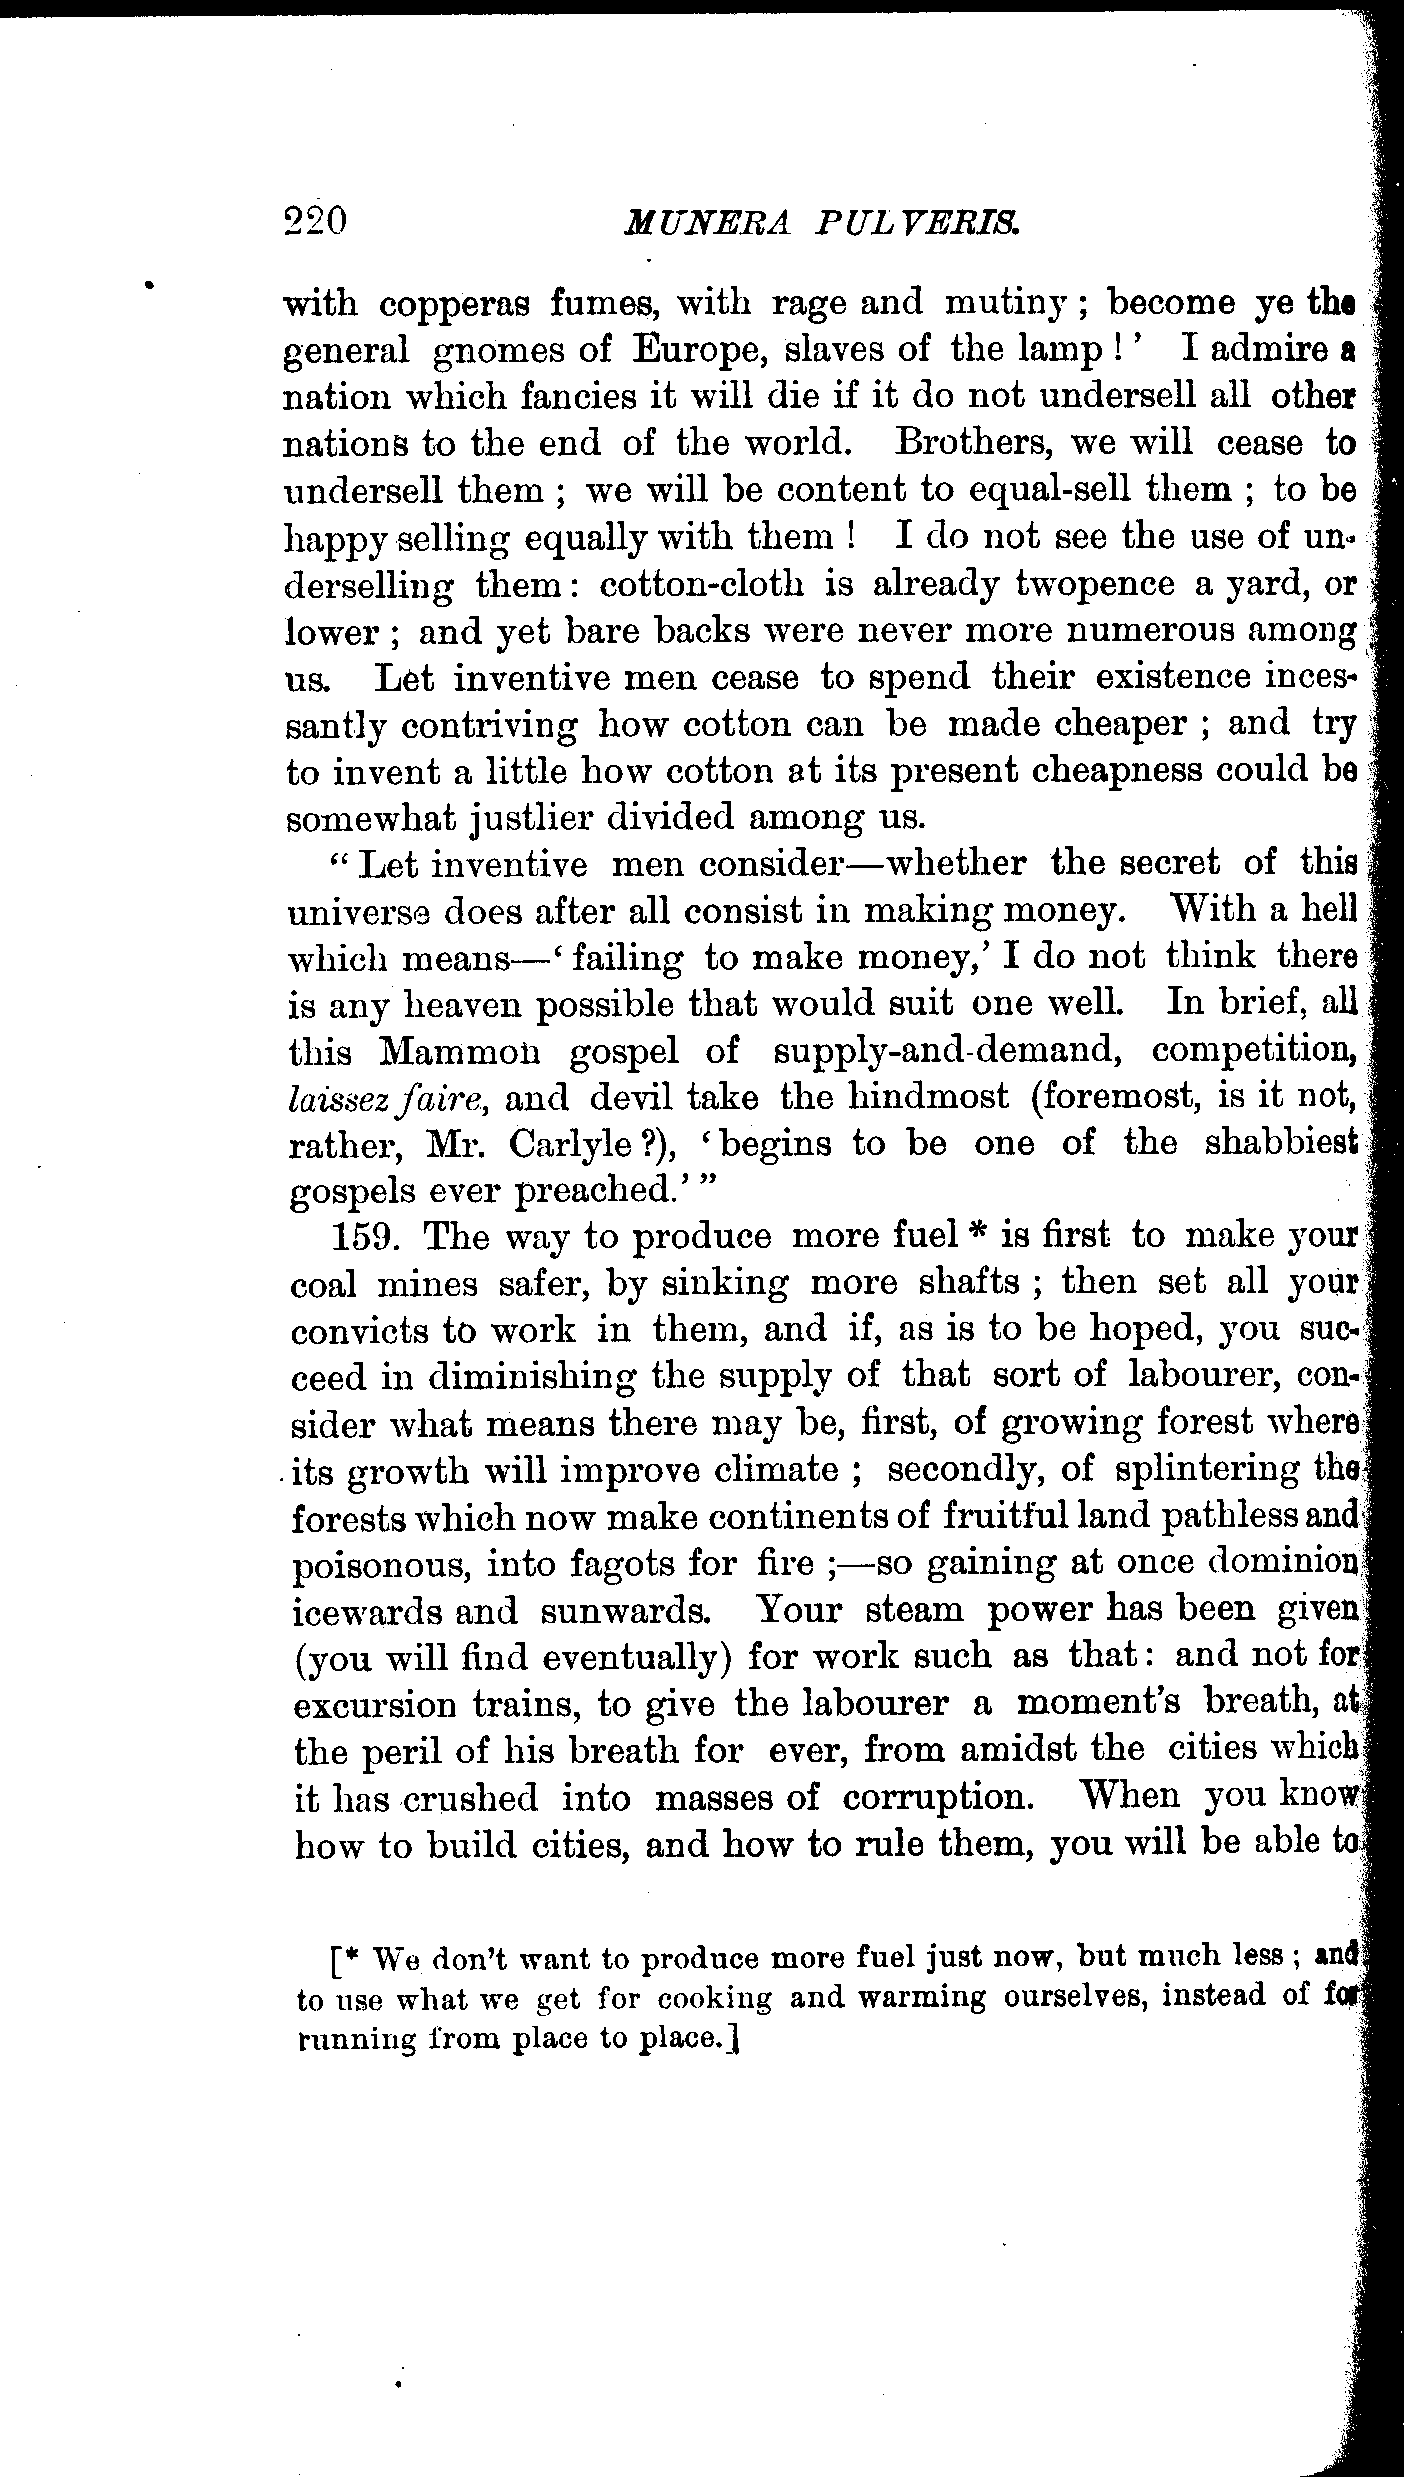 220 MUNERA PULVERIS.
with copperas fumes, with rage and mutiny ; become ye the
general gnomes of Europe, slaves of the lamp ! ' I admire a
nation which fancies it will die if it do not undersell all other
nations to the end of the world. Brothers, we will cease to
undersell them ; we will be content to equal-sell them ; to be
happy selling equally with them ! I do not see the use of un-
derselling them : cotton-cloth is already twopence a yard, or
lower ; and yet bare backs were never more numerous among
us. Let inventive men cease to spend their existence inces-
santly contriving how cotton can be made cheaper ; and try
to invent a little how cotton at its present cheapness could be
somewhat justlier divided among us.
“ Let inventive men consider—whether the secret of this
universe does after all consist in making money. With a hell
which means—‘ failing to make money,’ I do not think there
is any heaven possible that would suit one well. In brief, all
this Mammon gospel of supply-and-demand, competition,
laissez faire, and devil take the hindmost (foremost, is it not,
rather, Mr. Carlyle ?), ‘ begins to be one of the shabbiest
gospels ever preached.’ ”
159. The way to produce more fuel * is first to make your
coal mines safer, by sinking more shafts ; then set all your
convicts to work in them, and if, as is to be hoped, you suc-
ceed in diminishing the supply of that sort of labourer, con-
sider what means there may be, first, of growing forest where
its growth will improve climate ; secondly, of splintering the
forests which now make continents of fruitful land pathless and
poisonous, into fagots for fire ;—so gaining at once dominion
icewards and sunwards. Your steam power has been given
(you will find eventually) for work such as that : and not for
excursion trains, to give the labourer a moment's breath, at
the peril of his breath for ever, from amidst the cities which
it has crushed into masses of corruption. When you know
how to build cities, and how to rule them, you will be able to
[* We don't want to produce more fuel just now, but much less ; and
to use what we get for cooking and warming ourselves, instead of for
running from place to place.]